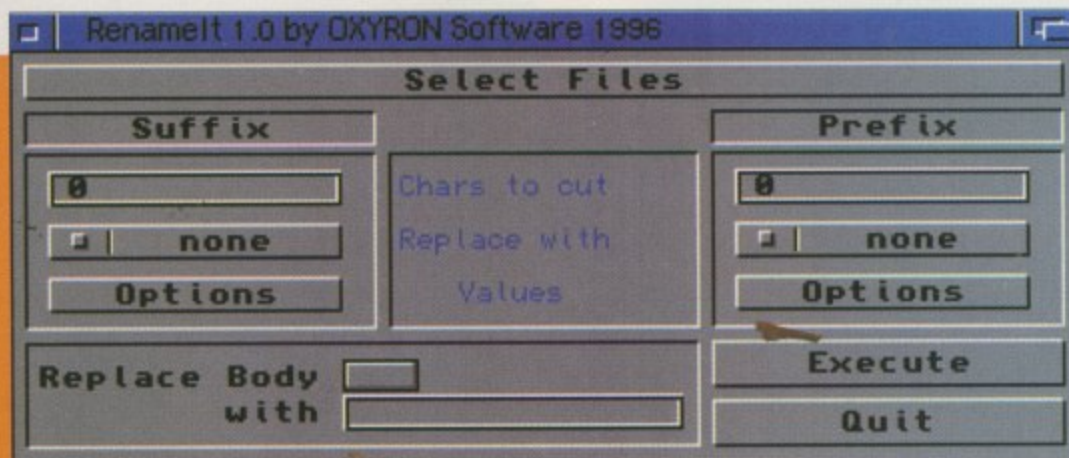 RenameIt 1.0 by OXYRON Software 1996
Select Files
Suffix
Prefix
0
Chars to cut
0
none
Replace with
none
Options
Values
Options
Replace Body
with
Execute
Quit